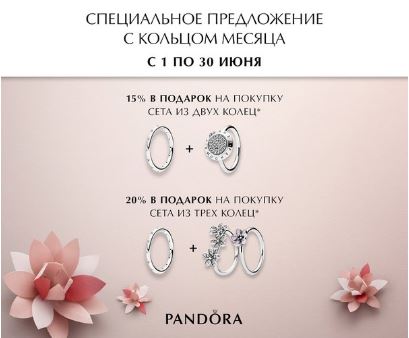 СПЕЦИАЛЬНОЕ ПРЕДЛОЖЕНИЕ
С КОЛЬЦОМ МЕСЯЦА
С 1 ПО 30 ИЮНЯ
15% В ПОДАРОК НА ПОКУПКУ
СЕТА ИЗ ДВУХ КОЛЕЦ*
+
20% В ПОДАРОК НА ПОКУПКУ
СЕТА ИЗ ТРЕХ КОЛЕЦ*
+
PANDORA